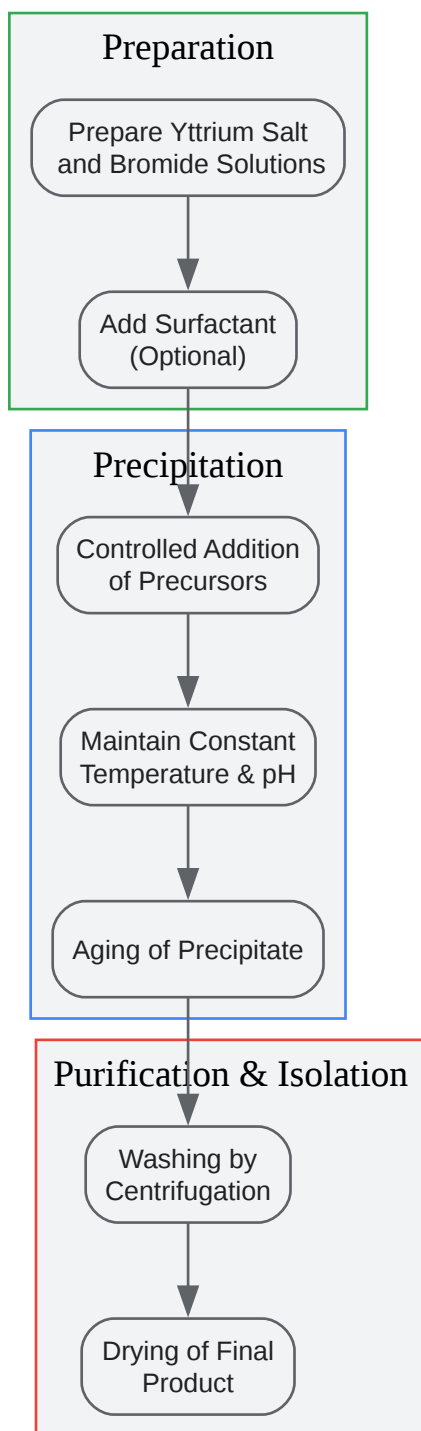 Preparation
Prepare Yttrium Salt
and Bromide Solutions
Add Surfactant
(Optional)
Precipitation
Controlled Addition
of Precursors
Maintain Constant
Temperature & pH
Aging of Precipitate
Purification & Isolation
Washing by
Centrifugation
Drying of Final
Product